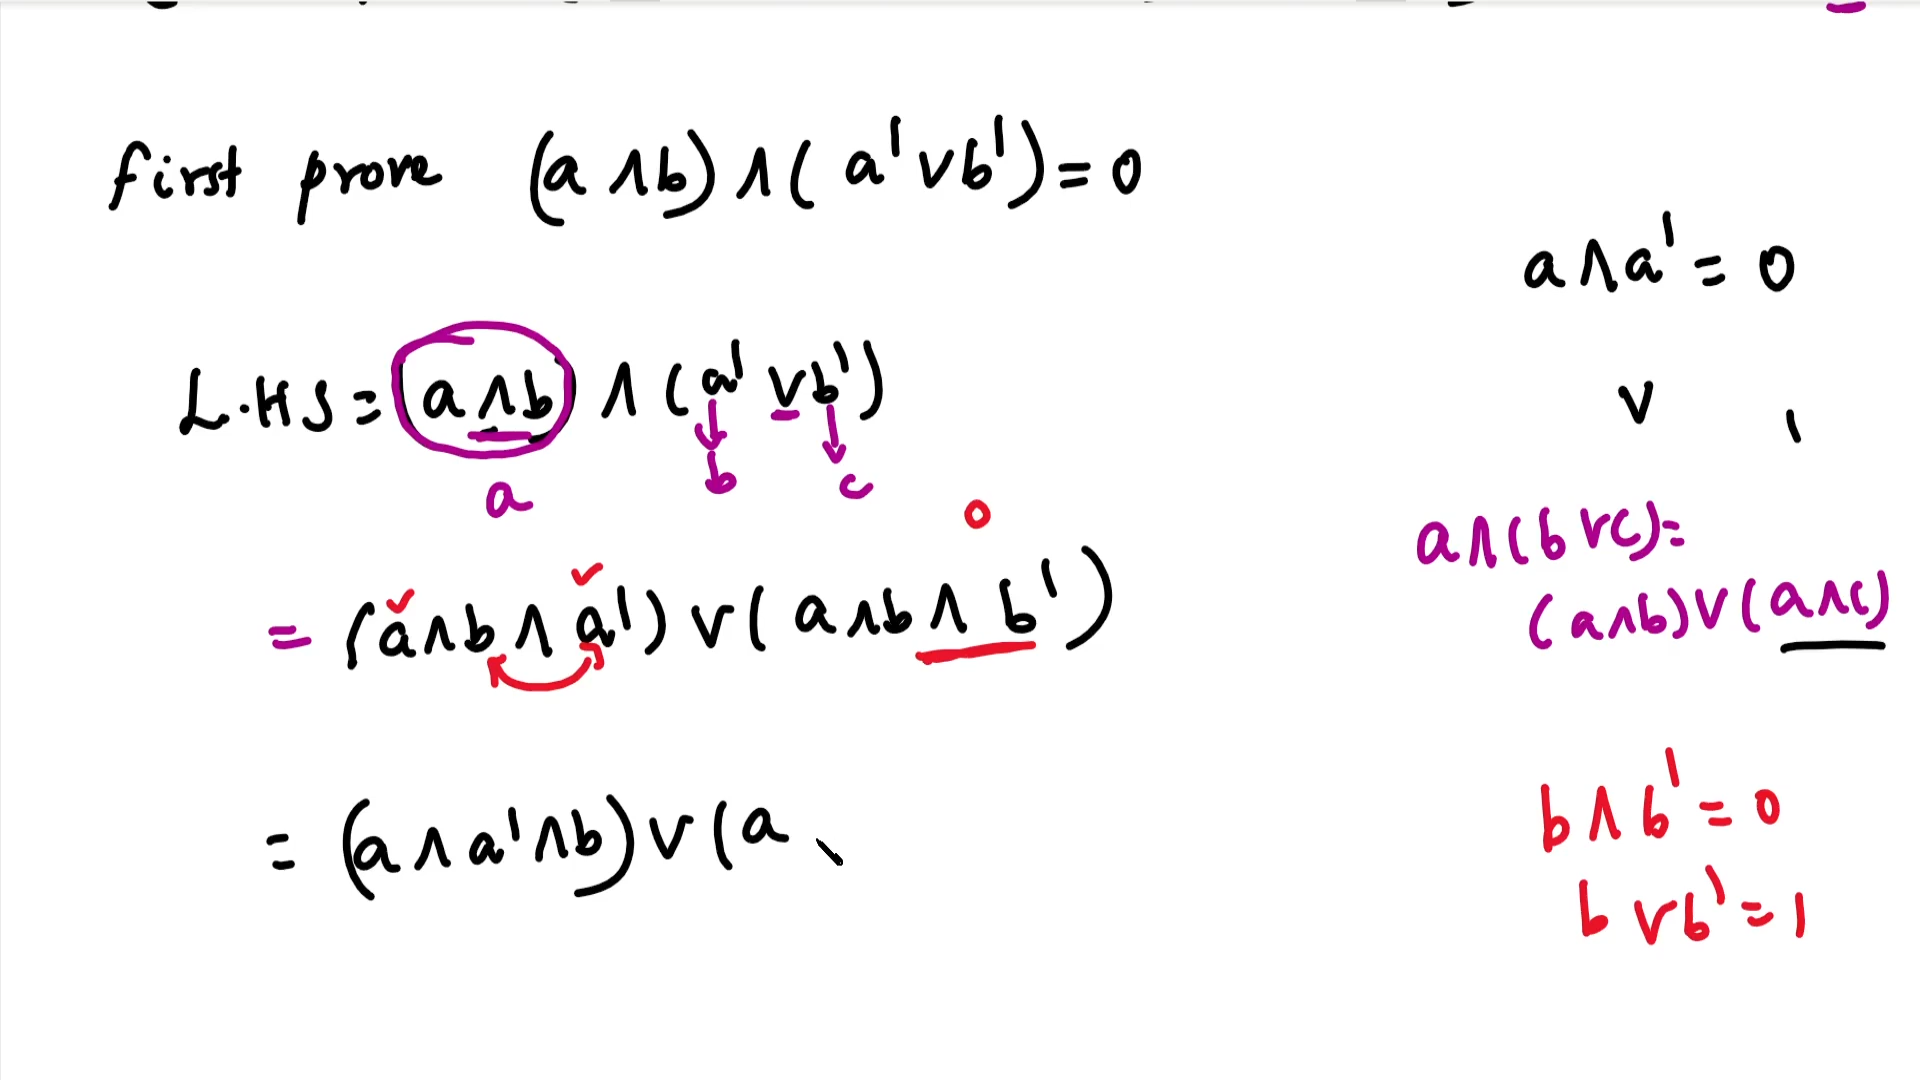 first prove (a ∧ b) ∧ ( a' ∨ b') = 0
a ∧ a' = 0
L.HS = (a ∧ b) ∧ ( a' ∨ b')
∨ 1
a b c
0
a ∧ (b ∨ c) =
= (a ∧ b ∧ a') ∨ ( a ∧ b ∧ b')
(a ∧ b) ∨ (a ∧ c)
= (a ∧ a' ∧ b) ∨ (a
b ∧ b' = 0
b ∨ b' = 1